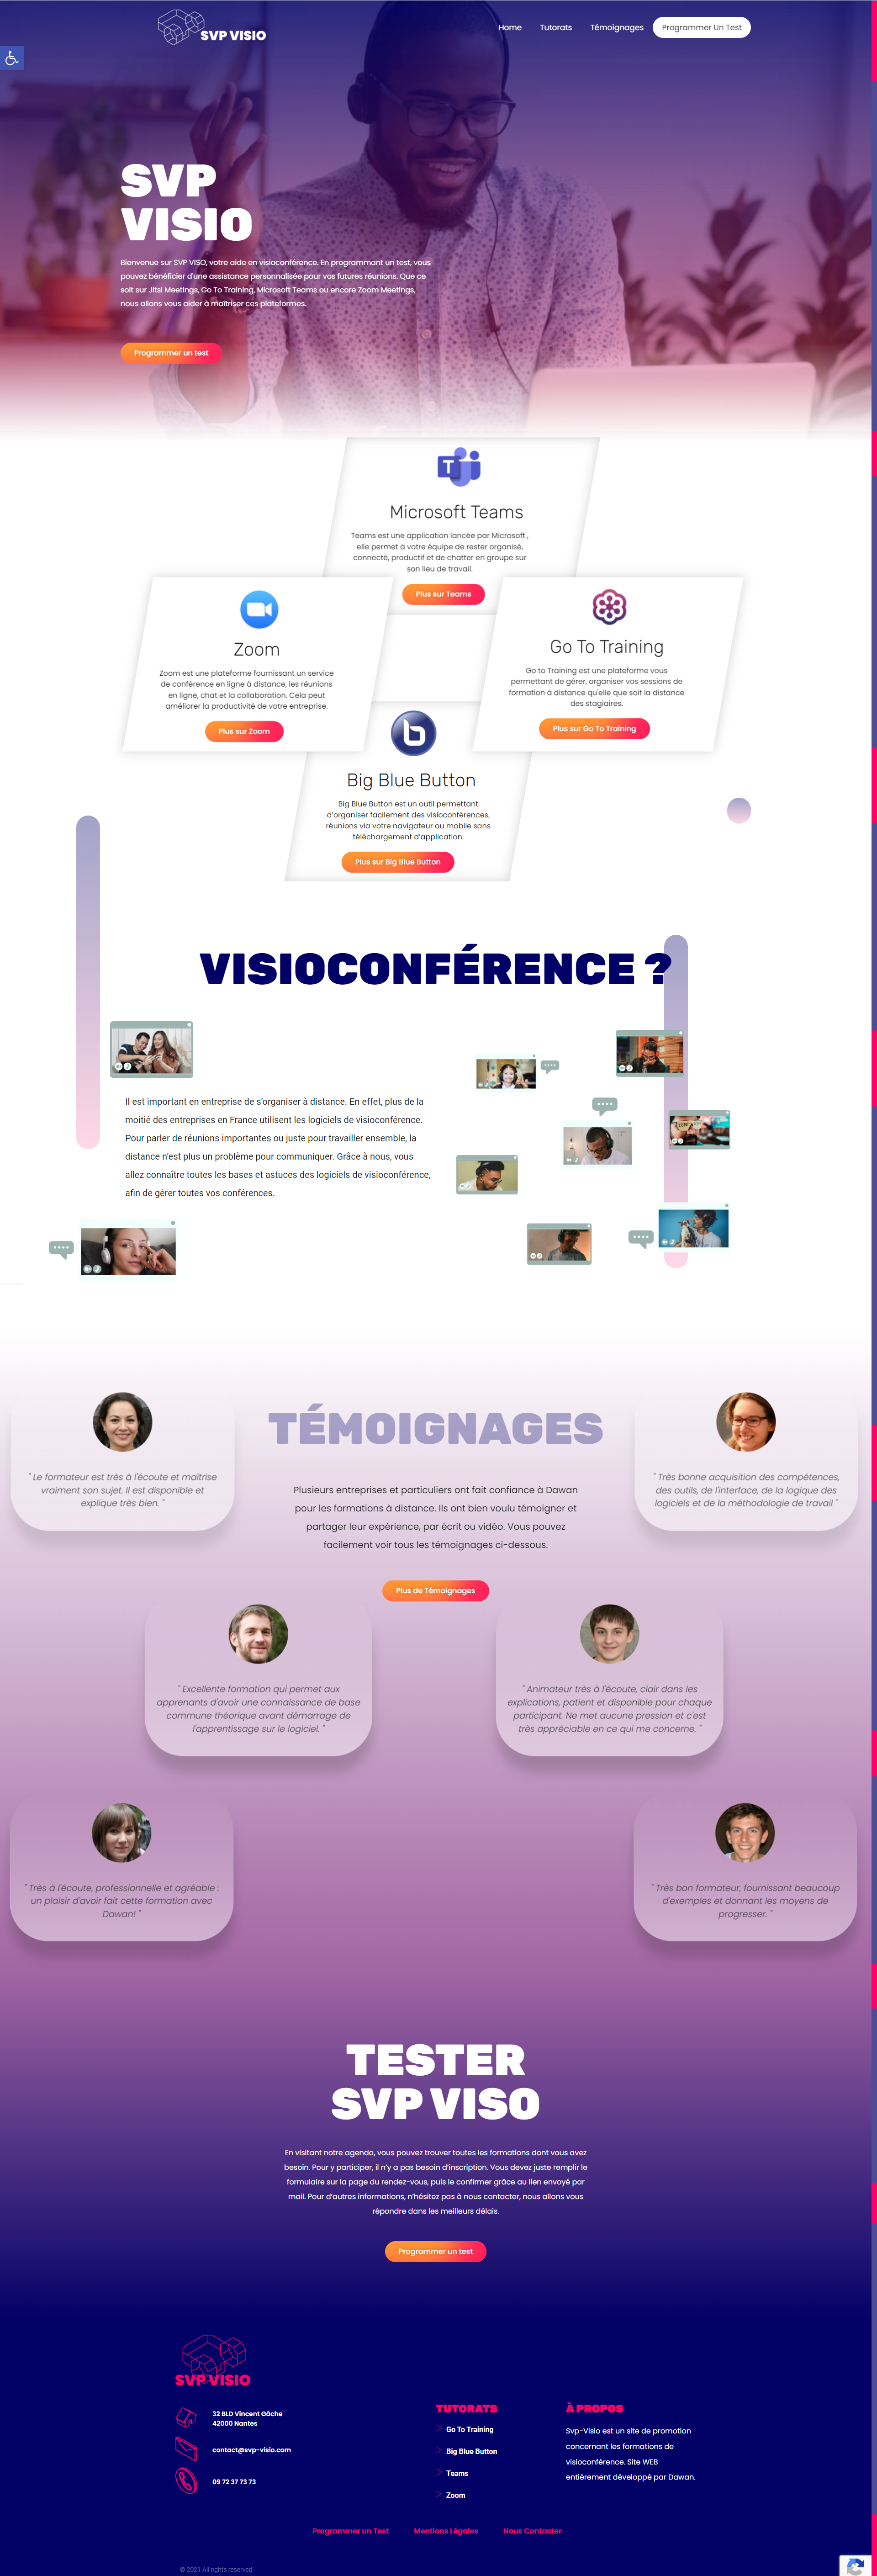 SVP VISIO
Home
Tutorats
Témoignages
Programmer Un Test
SVP
VISIO
Bienvenue sur SVP VISO, votre aide en visioconférence. En programmant un test, vous
pouvez bénéficier d'une assistance personnalisée pour vos futures réunions. Que ce
soit sur Jitsi Meetings, Go To Training, Microsoft Teams ou encore Zoom Meetings,
nous allons vous aider à maîtriser ces plateformes.
Programmer un test
T
Microsoft Teams
Teams est une application lancée par Microsoft ,
elle permet à votre équipe de rester organisé,
connecté, productif et de chatter en groupe sur
son lieu de travail.
Plus sur Teams
Zoom
Zoom est une plateforme fournissant un service
de conférence en ligne à distance, les réunions
en ligne, chat et la collaboration. Cela peut
améliorer la productivité de votre entreprise.
Plus sur Zoom
Go To Training
Go to Training est une plateforme vous
permettant de gérer, organiser vos sessions de
formation à distance qu'elle que soit la distance
des stagiaires.
Plus sur Go To Training
b
Big Blue Button
Big Blue Button est un outil permettant
d'organiser facilement des visioconférences,
réunions via votre navigateur ou mobile sans
téléchargement d'application.
Plus sur Big Blue Button
VISIOCONFÉRENCE ?
Il est important en entreprise de s'organiser à distance. En effet, plus de la
moitié des entreprises en France utilisent les logiciels de visioconférence.
Pour parler de réunions importantes ou juste pour travailler ensemble, la
distance n'est plus un problème pour communiquer. Grâce à nous, vous
allez connaître toutes les bases et astuces des logiciels de visioconférence,
afin de gérer toutes vos conférences.
TÉMOIGNAGES
Plusieurs entreprises et particuliers ont fait confiance à Dawan
pour les formations à distance. Ils ont bien voulu témoigner et
partager leur expérience, par écrit ou vidéo. Vous pouvez
facilement voir tous les témoignages ci-dessous.
Plus de Témoignages
" Le formateur est très à l'écoute et maîtrise
vraiment son sujet. Il est disponible et
explique très bien. "
" Très bonne acquisition des compétences,
des outils, de l'interface, de la logique des
logiciels et de la méthodologie de travail "
" Excellente formation qui permet aux
apprenants d'avoir une connaissance de base
commune théorique avant démarrage de
l'apprentissage sur le logiciel. "
" Animateur très à l'écoute, clair dans les
explications, patient et disponible pour chaque
participant. Ne met aucune pression et c'est
très appréciable en ce qui me concerne. "
" Très à l'écoute, professionnelle et agréable :
un plaisir d'avoir fait cette formation avec
Dawan! "
" Très bon formateur, fournissant beaucoup
d'exemples et donnant les moyens de
progresser. "
TESTER
SVP VISO
En visitant notre agenda, vous pouvez trouver toutes les formations dont vous avez
besoin. Pour y participer, il n'y a pas besoin d'inscription. Vous devez juste remplir le
formulaire sur la page du rendez-vous, puis le confirmer grâce au lien envoyé par
mail. Pour d'autres informations, n'hésitez pas à nous contacter, nous allons vous
répondre dans les meilleurs délais.
Programmer un test
SVP VISIO
32 BLD Vincent Gâche
42000 Nantes
contact@svp-visio.com
09 72 37 73 73
TUTORATS
Go To Training
Big Blue Button
Teams
Zoom
À PROPOS
Svp-Visio est un site de promotion
concernant les formations de
visioconférence. Site WEB
entièrement développé par Dawan.
Programmer un Test
Mentions Légales
Nous Contacter
© 2021 All rights reserved